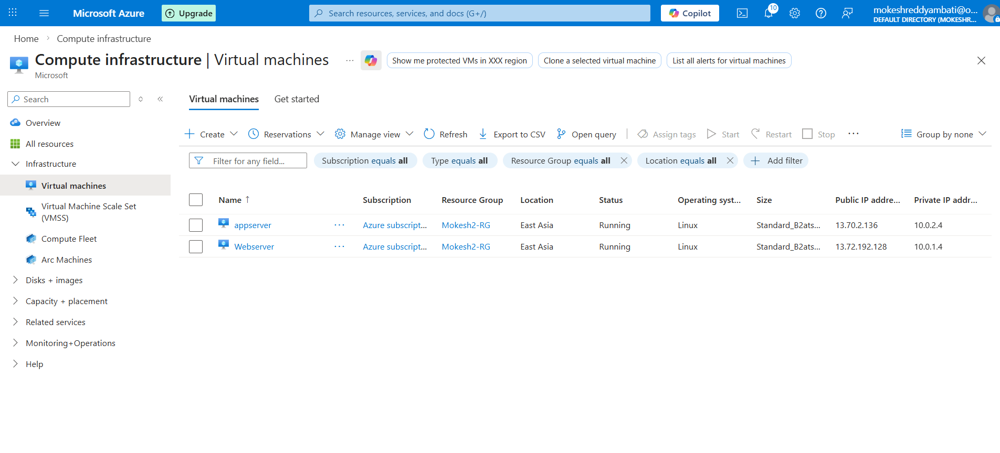 Microsoft Azure
Upgrade
Search resources, services, and docs (G+/)
Copilot
10
mokeshreddyambati@o...
DEFAULT DIRECTORY (MOKESHR...
Home > Compute infrastructure
Compute infrastructure | Virtual machines
...
Show me protected VMs in XXX region
Clone a selected virtual machine
List all alerts for virtual machines
Microsoft
Search
Overview
All resources
Infrastructure
Virtual machines
Virtual Machine Scale Set
(VMSS)
Compute Fleet
Arc Machines
Disks + images
Capacity + placement
Related services
Monitoring+Operations
Help
Virtual machines Get started
Create Reservations Manage view Refresh Export to CSV Open query Assign tags Start Restart Stop ... Group by none
Filter for any field... Subscription equals all Type equals all Resource Group equals all Location equals all Add filter
Name ↑ Subscription Resource Group Location Status Operating syst... Size Public IP addre... Private IP addr...
appserver ... Azure subscript... Mokesh2-RG East Asia Running Linux Standard_B2ats... 13.70.2.136 10.0.2.4
Webserver ... Azure subscript... Mokesh2-RG East Asia Running Linux Standard_B2ats... 13.72.192.128 10.0.1.4